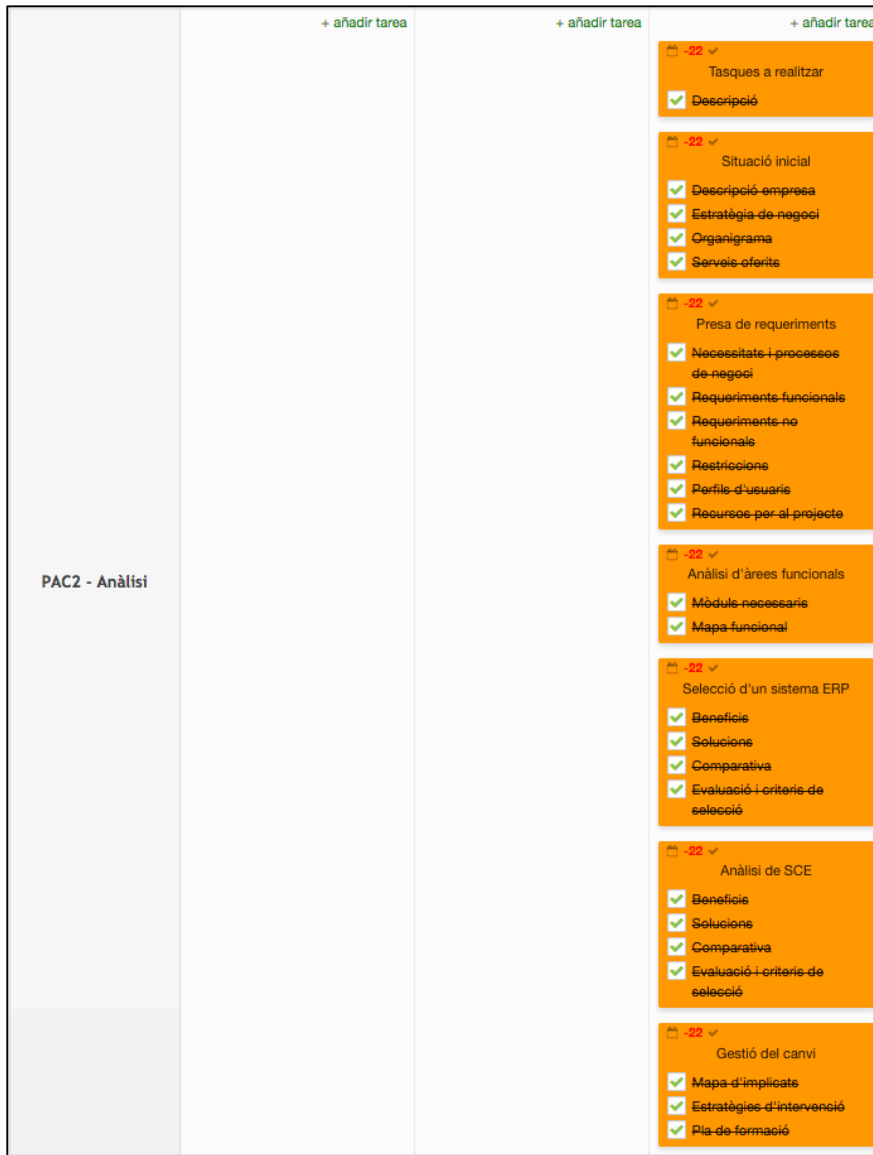 + añadir tarea + añadir tarea + añadir tarea
-22
Tasques a realitzar
Descripció
-22
Situació inicial
Descripció empresa
Estratègia de negoci
Organigrama
Serveis oferits
-22
Presa de requeriments
Necessitats i processos
de negoci
Requeriments funcionals
Requeriments no
funcionals
Restriccions
Perfils d'usuaris
Recursos per al projecte
-22
Anàlisi d'àrees funcionals
PAC2 - Anàlisi
Mòduls necessaris
Mapa funcional
-22
Selecció d'un sistema ERP
Beneficis
Solucions
Comparativa
Evaluació i criteris de
selecció
-22
Anàlisi de SCE
Beneficis
Solucions
Comparativa
Evaluació i criteris de
selecció
-22
Gestió del canvi
Mapa d'implicats
Estratègies d'intervenció
Pla de formació